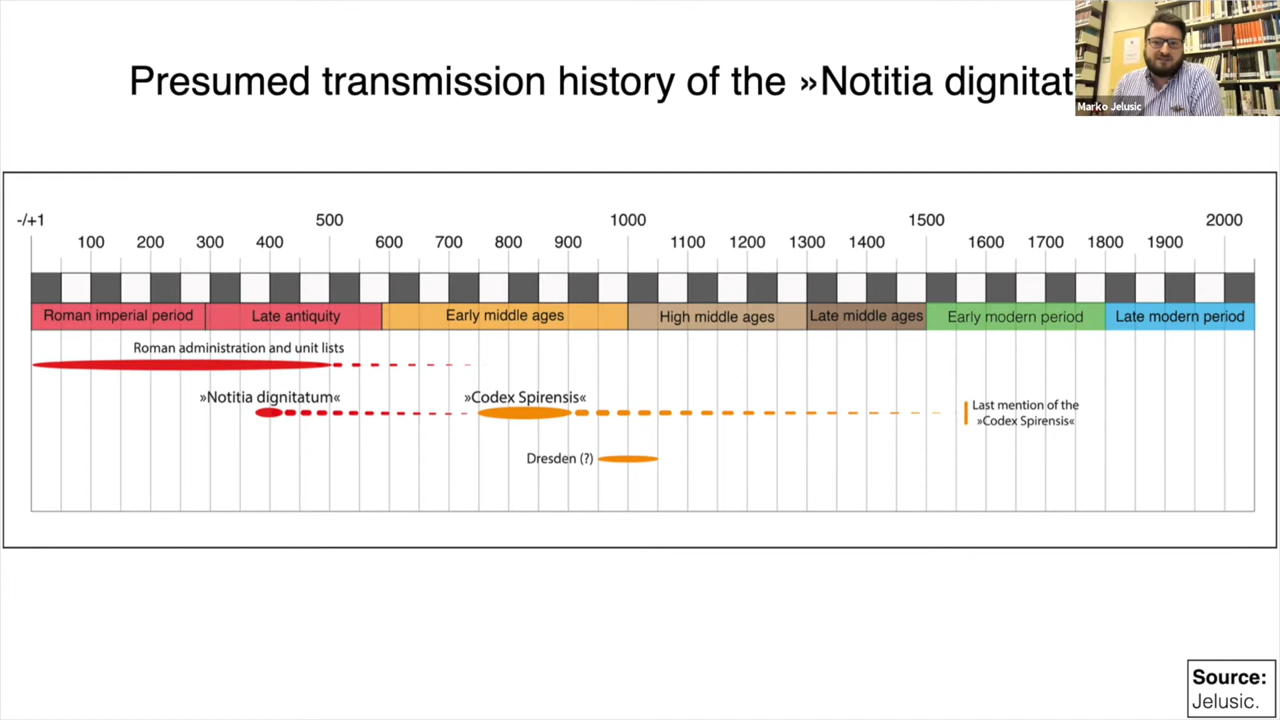 Presumed transmission history of the »Notitia dignitat
Marko Jelusic
-/+1 500 1000 1500 2000
100 200 300 400 600 700 800 900 1100 1200 1300 1400 1600 1700 1800 1900
Roman imperial period Late antiquity Early middle ages High middle ages Late middle ages Early modern period Late modern period
Roman administration and unit lists
»Notitia dignitatum« »Codex Spirensis«
Last mention of the
»Codex Spirensis«
Dresden (?)
Source:
Jelusic.